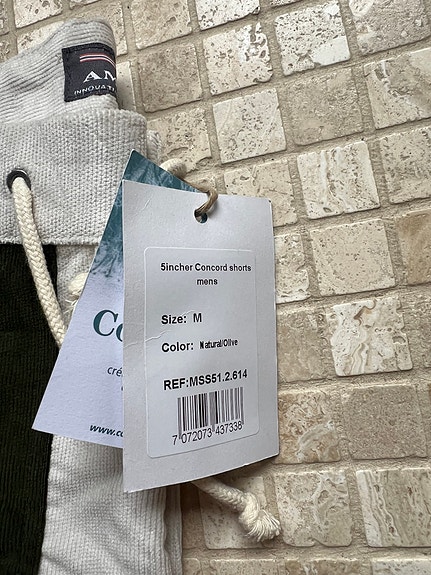 AM
INNOVAT
Co
cré
www.co
5incher Concord shorts
mens
Size: M
Color: Natural/Olive
REF:MSS51.2.614
7 072073 437338